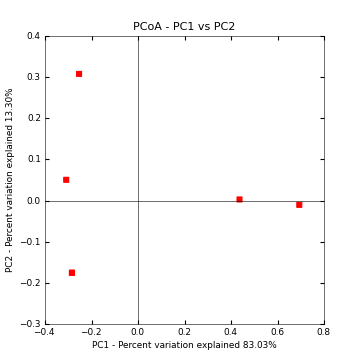 PCoA - PC1 vs PC2
0.4
0.3
0.2
0.1
0.0
−0.1
−0.2
−0.3
PC2 - Percent variation explained 13.30%
−0.4 −0.2 0.0 0.2 0.4 0.6 0.8
PC1 - Percent variation explained 83.03%